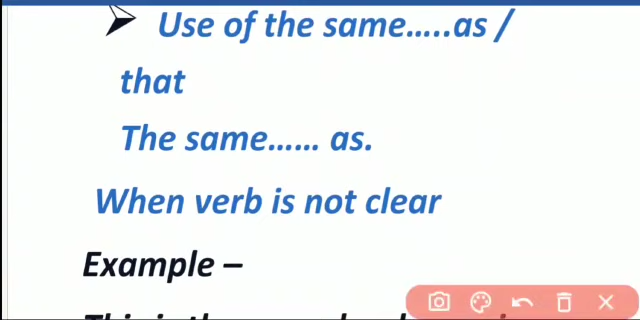 Use of the same.....as /
that
The same...... as.
When verb is not clear
Example –